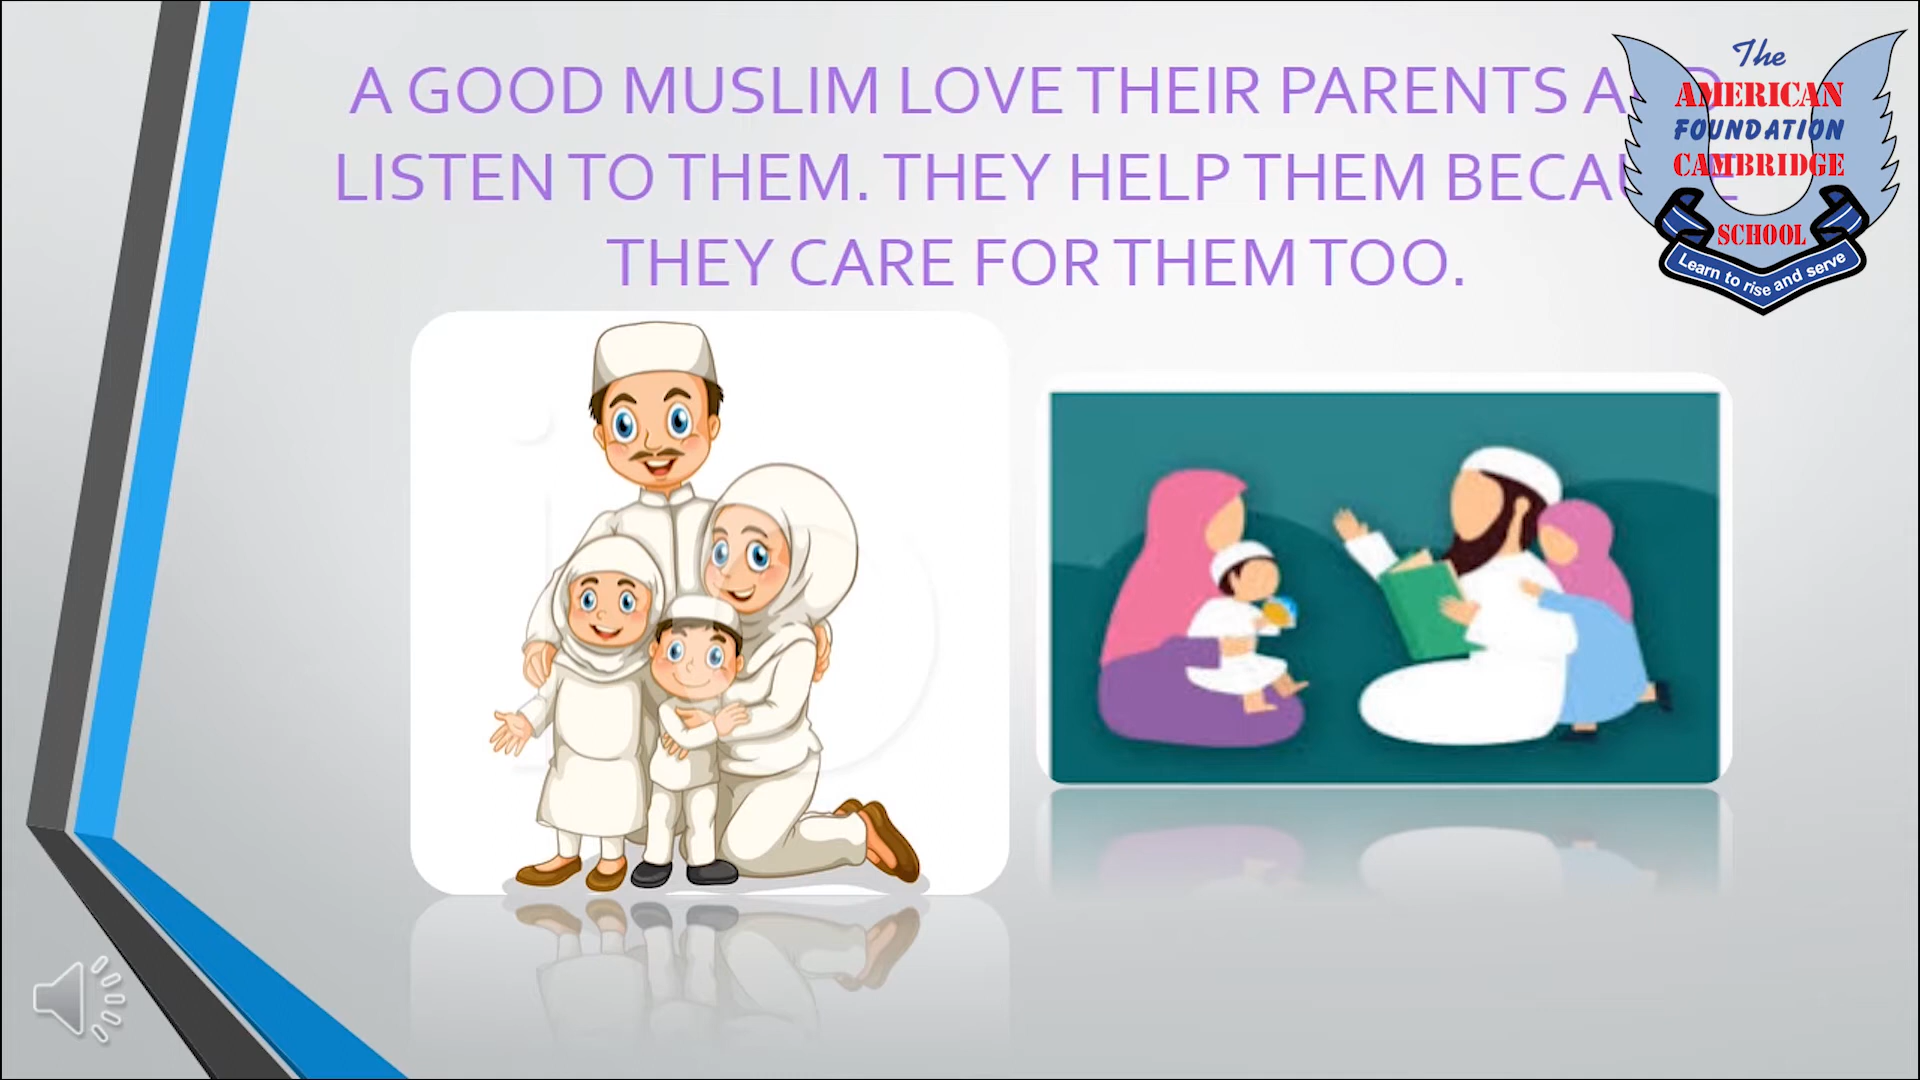 A GOOD MUSLIM LOVE THEIR PARENTS
LISTEN TO THEM. THEY HELP THEM
THEY CARE FOR THEM TOO.
The
AMERICAN
FOUNDATION
CAMBRIDGE
SCHOOL
Learn to rise and serve